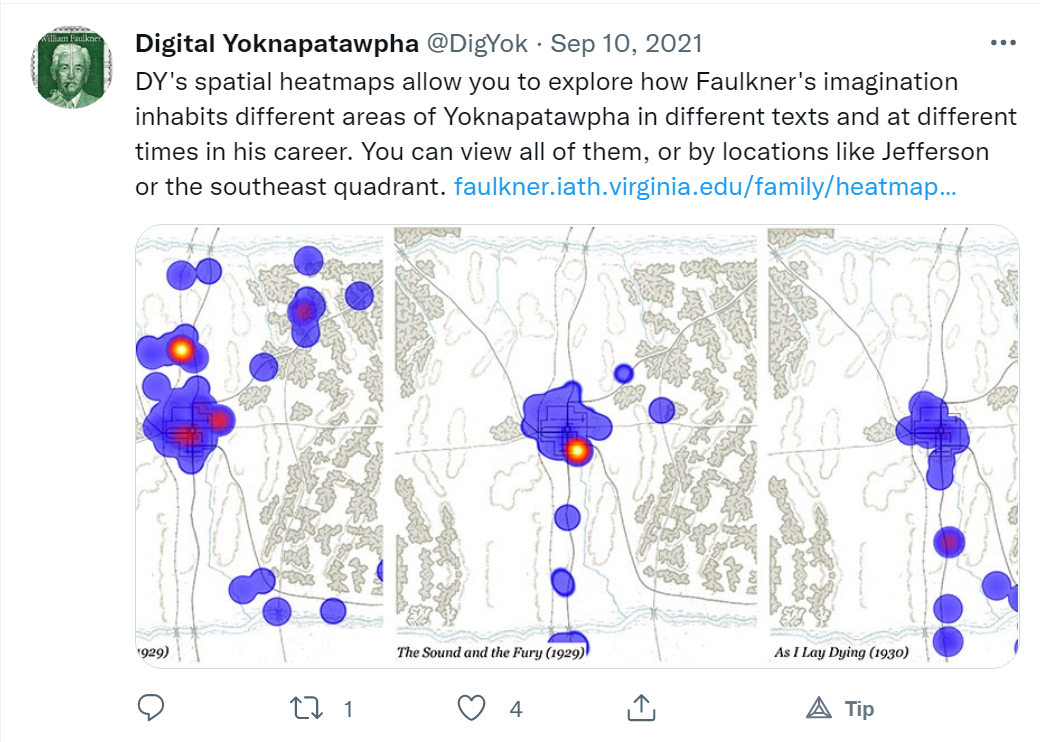 William Faulkner
Digital Yoknapatawpha @DigYok · Sep 10, 2021
DY's spatial heatmaps allow you to explore how Faulkner's imagination
inhabits different areas of Yoknapatawpha in different texts and at different
times in his career. You can view all of them, or by locations like Jefferson
or the southeast quadrant. faulkner.iath.virginia.edu/family/heatmap...
929)
The Sound and the Fury (1929)
As I Lay Dying (1930)
1
4
Tip